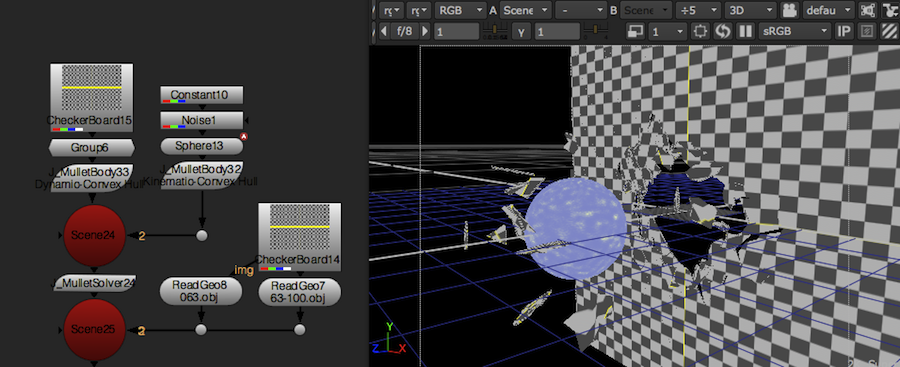 RGB
A
Scene
-
B
Scene
÷5
3D
defau
f/8
1
Y
1
1
sRGB
IP
CheckerBoard15
Group6
J_MulletBody33
Dynamic-Convex Hull
Scene24
J_MulletSolver24
Scene25
Constant10
Noise1
Sphere13
A
J_MulletBody32
Kinematic-Convex Hull
2
CheckerBoard14
img
ReadGeo8
063.obj
ReadGeo7
63-100.obj
2
Y
Z
X